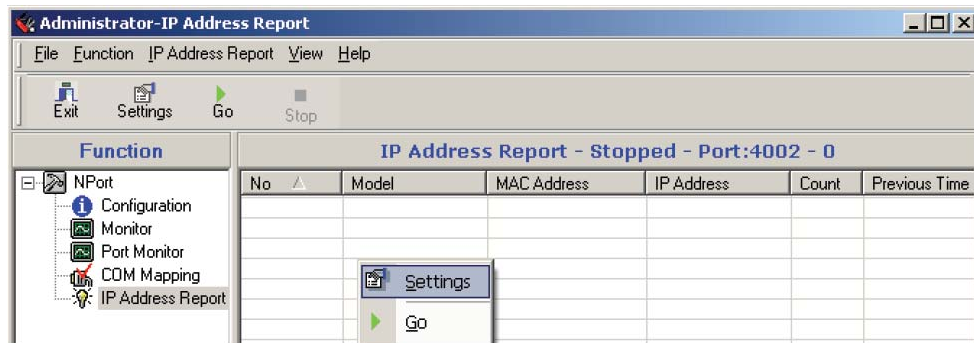 Administrator-IP Address Report
File Function IP Address Report View Help
Exit Settings Go Stop
Function
IP Address Report - Stopped - Port:4002 - 0
No Model MAC Address IP Address Count Previous Time
NPort
Configuration
Monitor
Port Monitor
COM Mapping
IP Address Report
Settings
Go